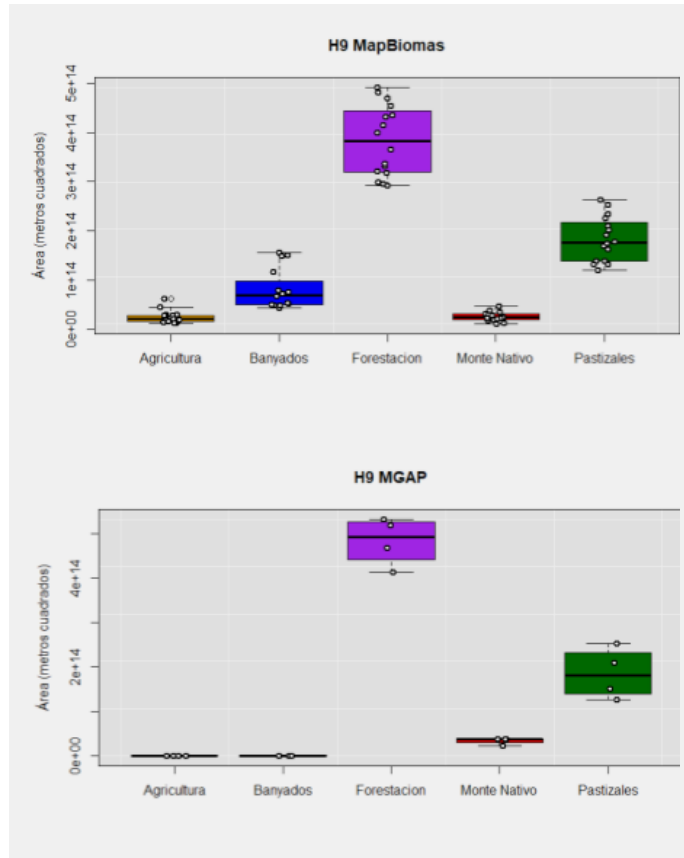 H9 MapBiomas
Área (metros cuadrados)
5e+14
4e+14
3e+14
2e+14
1e+14
0e+00
Agricultura Banyados Forestacion Monte Nativo Pastizales
H9 MGAP
Área (metros cuadrados)
4e+14
2e+14
0e+00
Agricultura Banyados Forestacion Monte Nativo Pastizales